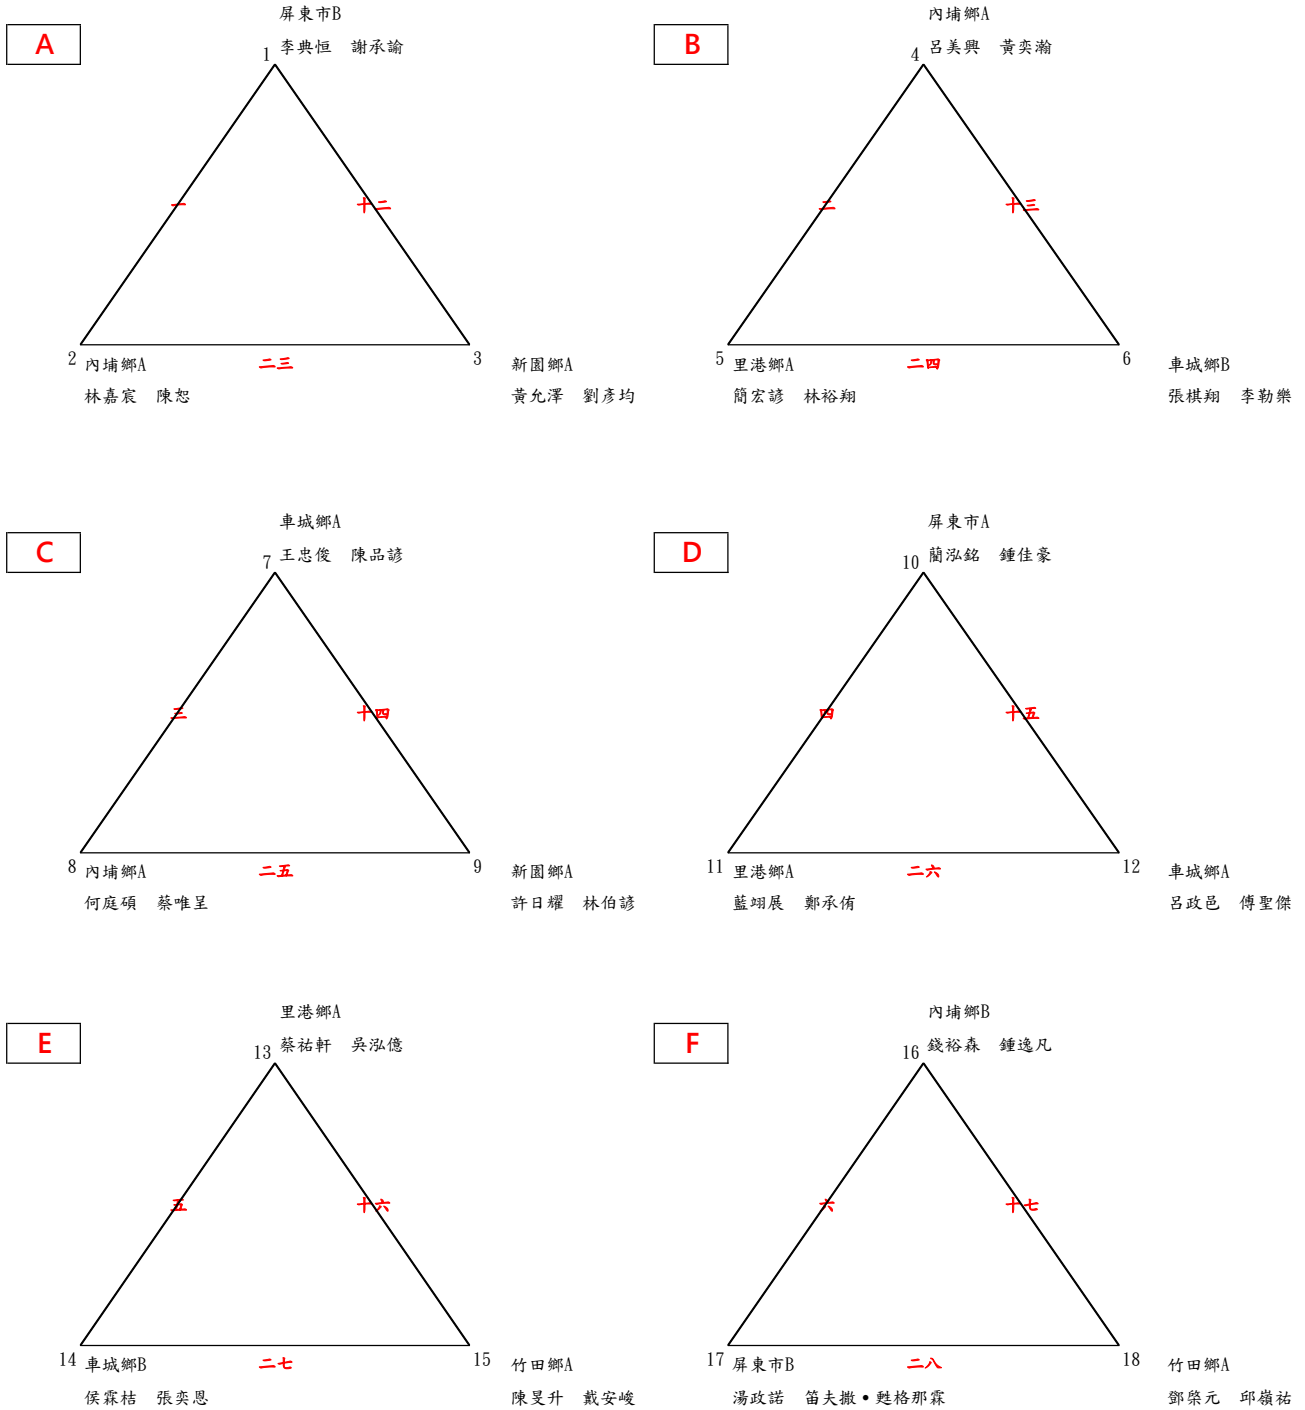 屏東市B
A
1 李典恒 謝承諭
一 十二
2 內埔鄉A 二三 3 新園鄉A
林嘉宸 陳恕 黃允澤 劉彥均
內埔鄉A
B
4 呂美興 黃奕瀚
二 十三
5 里港鄉A 二四 6 車城鄉B
簡宏諺 林裕翔 張棋翔 李勒樂
車城鄉A
C
7 王忠俊 陳品諺
三 十四
8 內埔鄉A 二五 9 新園鄉A
何庭碩 蔡唯呈 許日耀 林伯諺
屏東市A
D
10 蘭泓銘 鍾佳豪
四 十五
11 里港鄉A 二六 12 車城鄉A
藍翊展 鄭承侑 呂政邑 傅聖傑
里港鄉A
E
13 蔡祐軒 吳泓億
五 十六
14 車城鄉B 二七 15 竹田鄉A
侯霖桔 張奕恩 陳旻升 戴安峻
內埔鄉B
F
16 錢裕森 鍾逸凡
六 十七
17 屏東市B 二八 18 竹田鄉A
湯政諾 笛夫撒•甦格那霖 鄧棨元 邱嶺祐